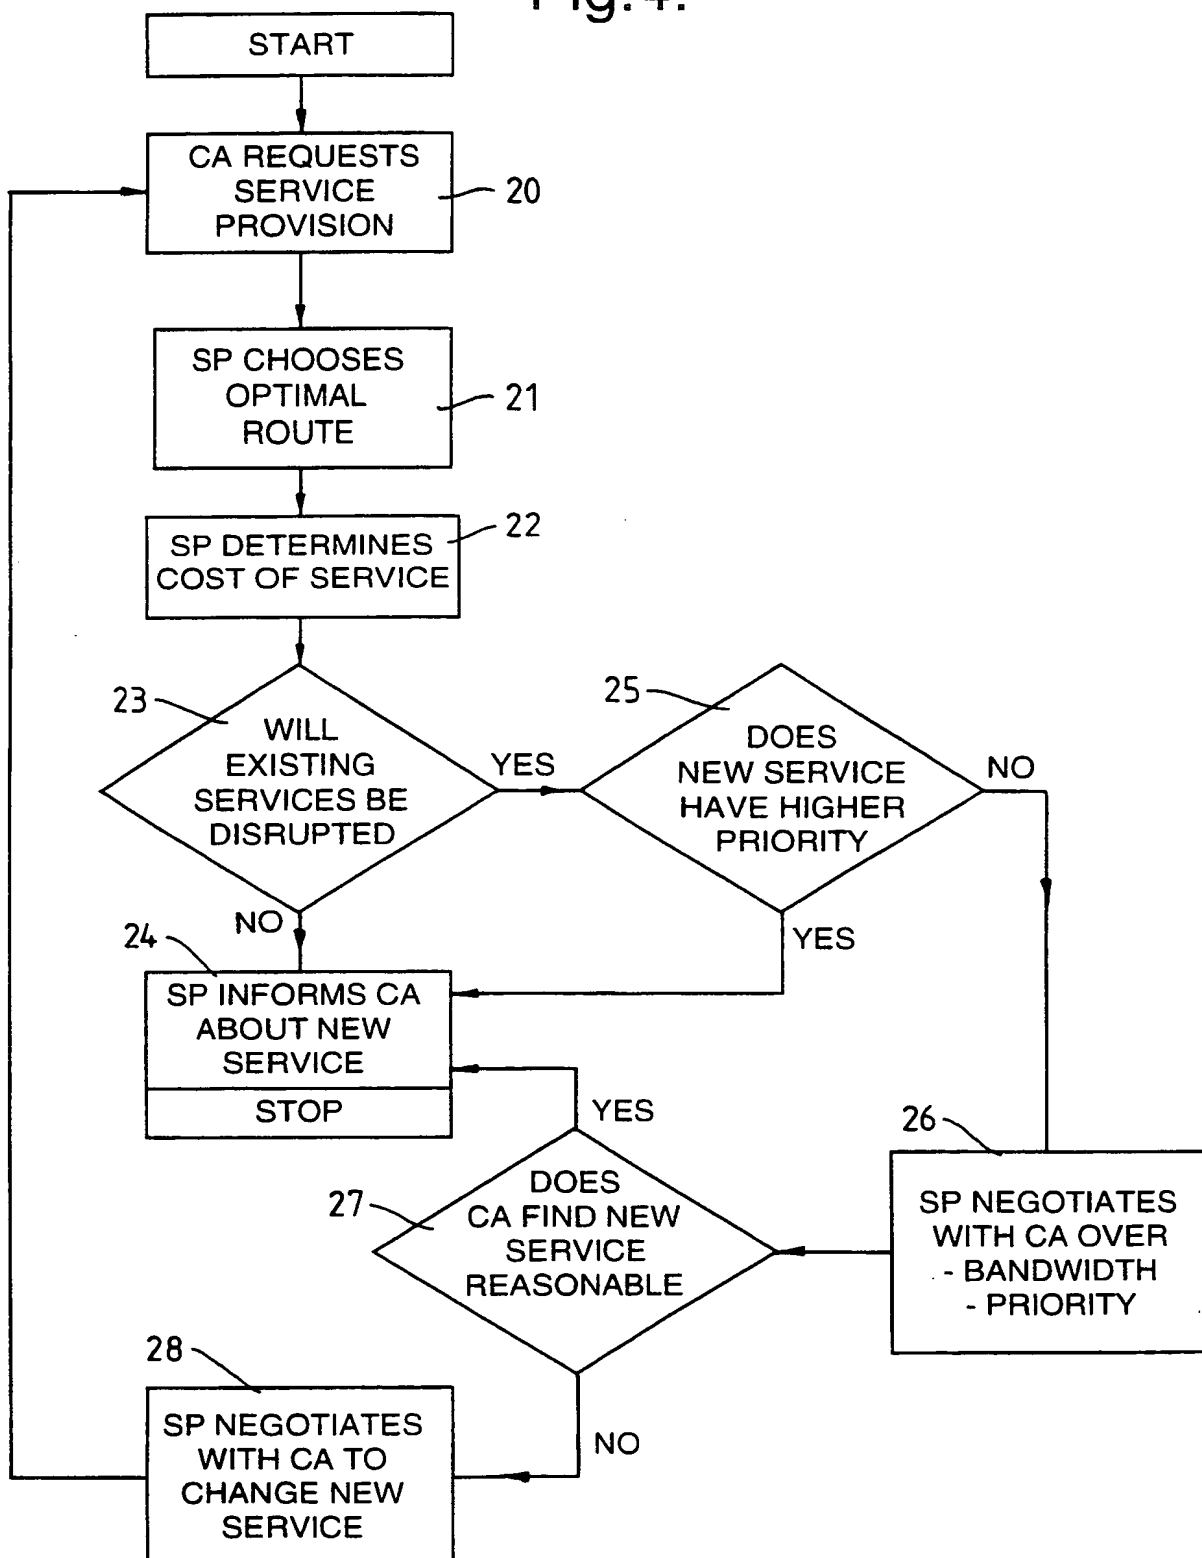 Fig.4.
START
CA REQUESTS
SERVICE
PROVISION
20
SP CHOOSES
OPTIMAL
ROUTE
21
22
SP DETERMINES
COST OF SERVICE
23
WILL
EXISTING
SERVICES BE
DISRUPTED
YES
25
DOES
NEW SERVICE
HAVE HIGHER
PRIORITY
NO
NO
YES
24
SP INFORMS CA
ABOUT NEW
SERVICE
STOP
YES
26
SP NEGOTIATES
WITH CA OVER
- BANDWIDTH
- PRIORITY
27
DOES
CA FIND NEW
SERVICE
REASONABLE
NO
28
SP NEGOTIATES
WITH CA TO
CHANGE NEW
SERVICE